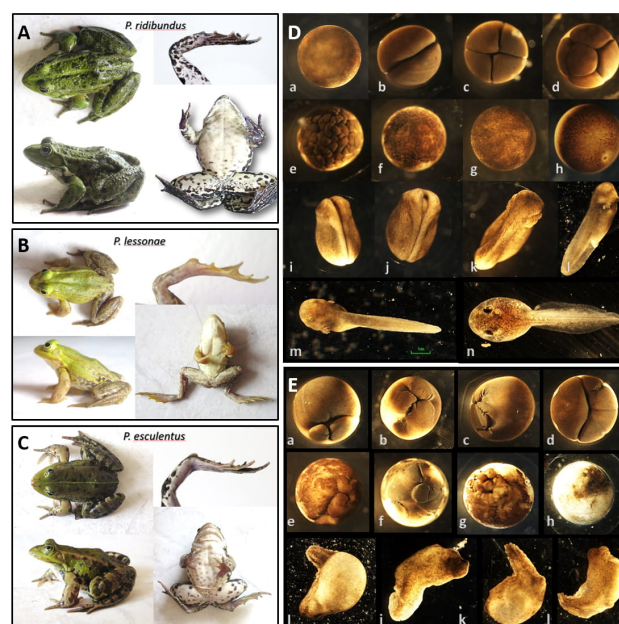 A
P. ridibundus
B
P. lessonae
C
P. esculentus
D
a b c d
e f g h
i j k l
m n
E
a b c d
e f g h
i j k l